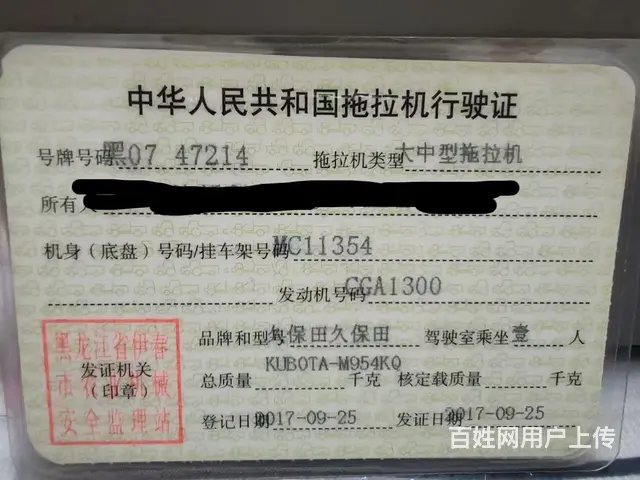 中华人民共和国拖拉机行驶证
号牌号码 黑07 47214 拖拉机类型 大中型拖拉机
所有人
机身（底盘）号码/挂车架号码 MC11354
发动机号码 CGA1300
品牌和型号 久保田久保田 驾驶室乘坐 壹 人
KUBOTA-M954KQ
总质量 千克 核定载质量 千克
登记日期 2017-09-25 发证日期 2017-09-25
发证机关
（印章）
黑龙江省伊春
市农业机械
安全监理站
百姓网用户上传